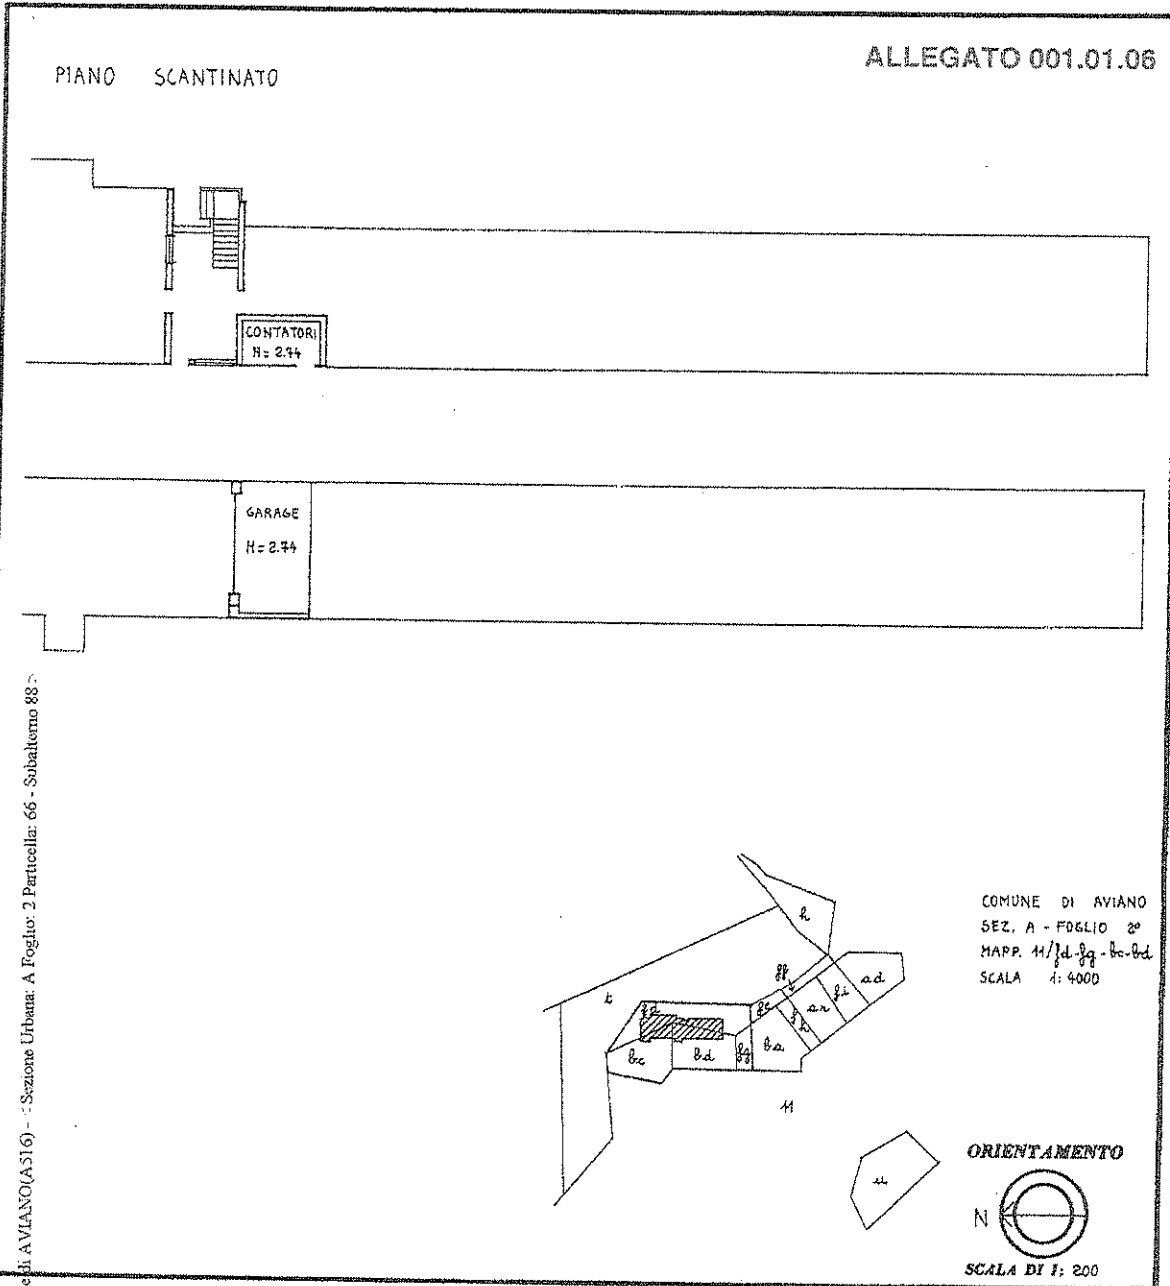 ALLEGATO 001.01.06
PIANO SCANTINATO
CONTATORI
H = 2.74
GARAGE
H = 2.74
e di AVIANO(A516) - < Sezione Urbana: A Foglio: 2 Particella: 66 - Subalterno 88 >
COMUNE DI AVIANO
SEZ. A - FOGLIO 2º
MAPP. 11/fd-fg-bc-bd
SCALA 1:4000
h
t
fd
ff
fe
fh
ar
fi
ad
bc
bd
fg
ba
11
u
ORIENTAMENTO
N
SCALA DI 1: 200